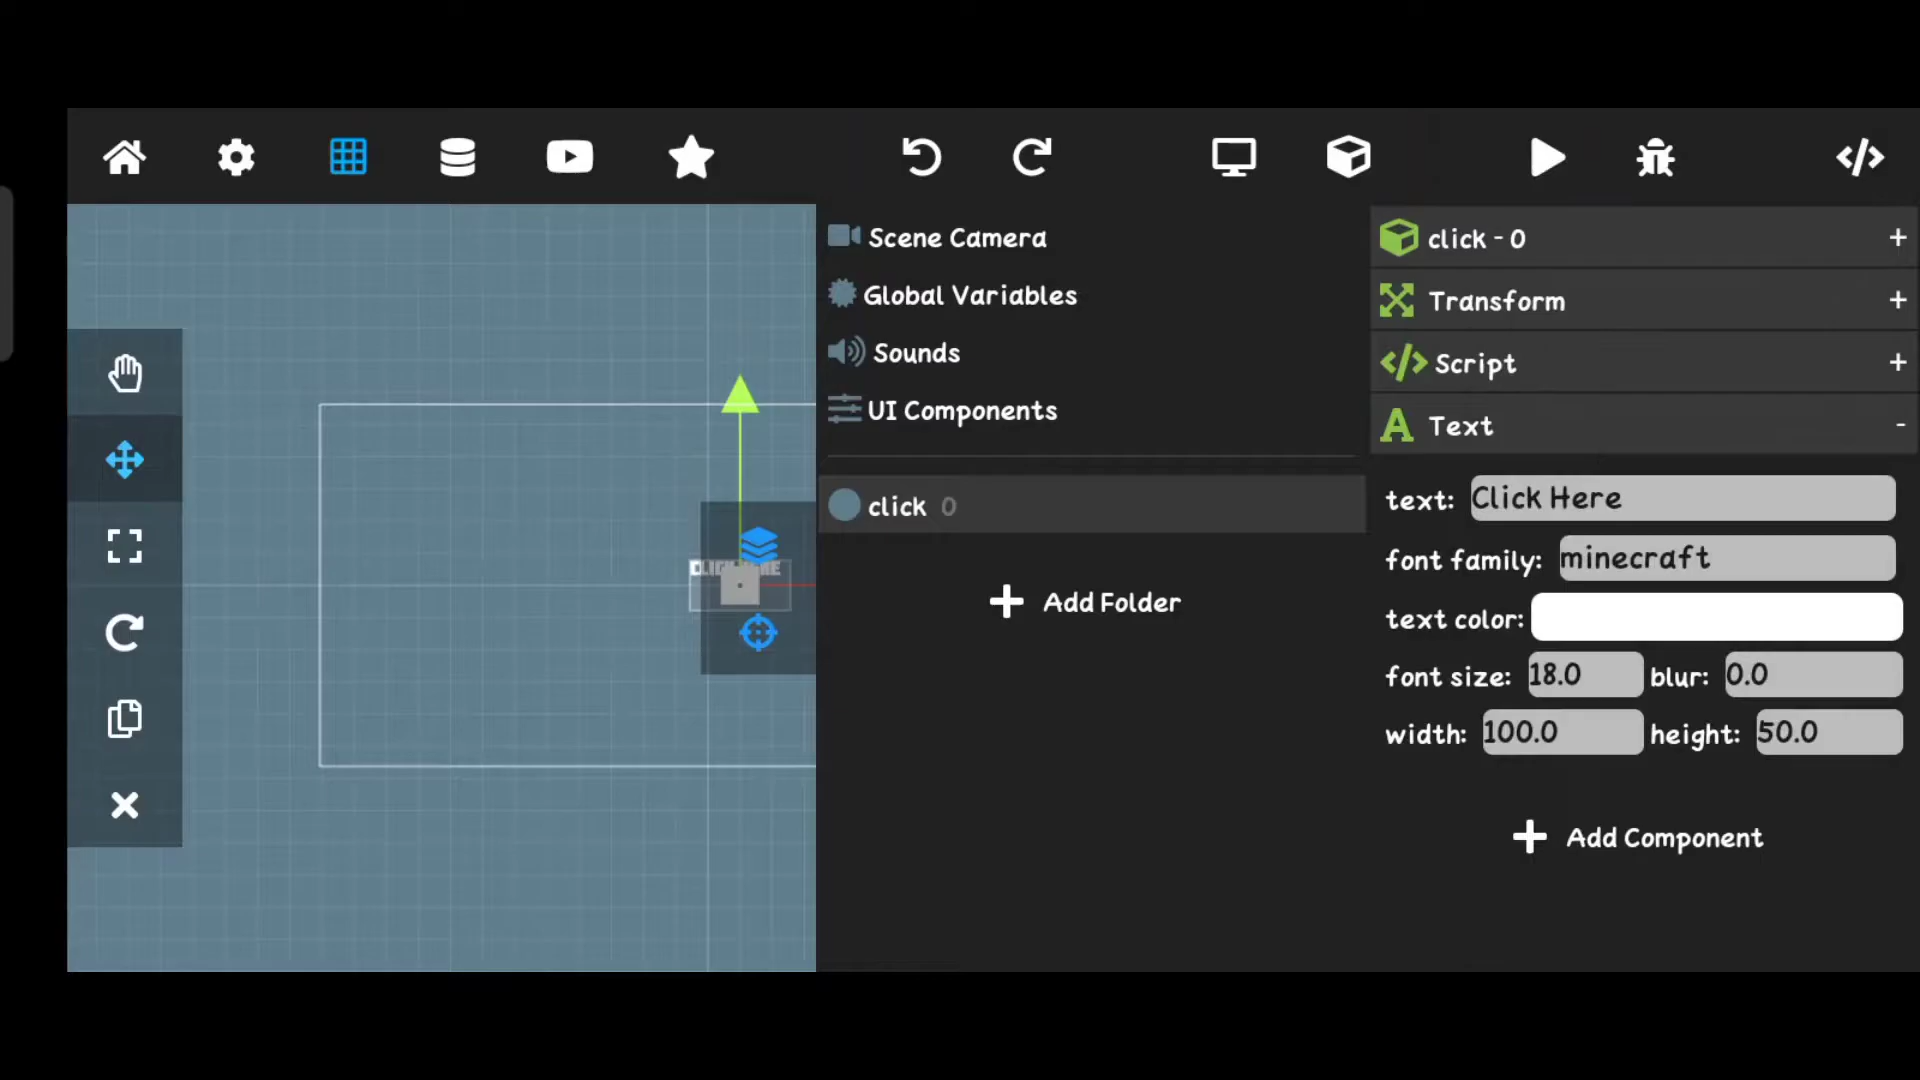 Scene Camera
Global Variables
Sounds
UI Components
click 0
Add Folder
click - 0 +
Transform +
Script +
Text -
text: Click Here
font family: minecraft
text color:
font size: 18.0 blur: 0.0
width: 100.0 height: 50.0
Add Component